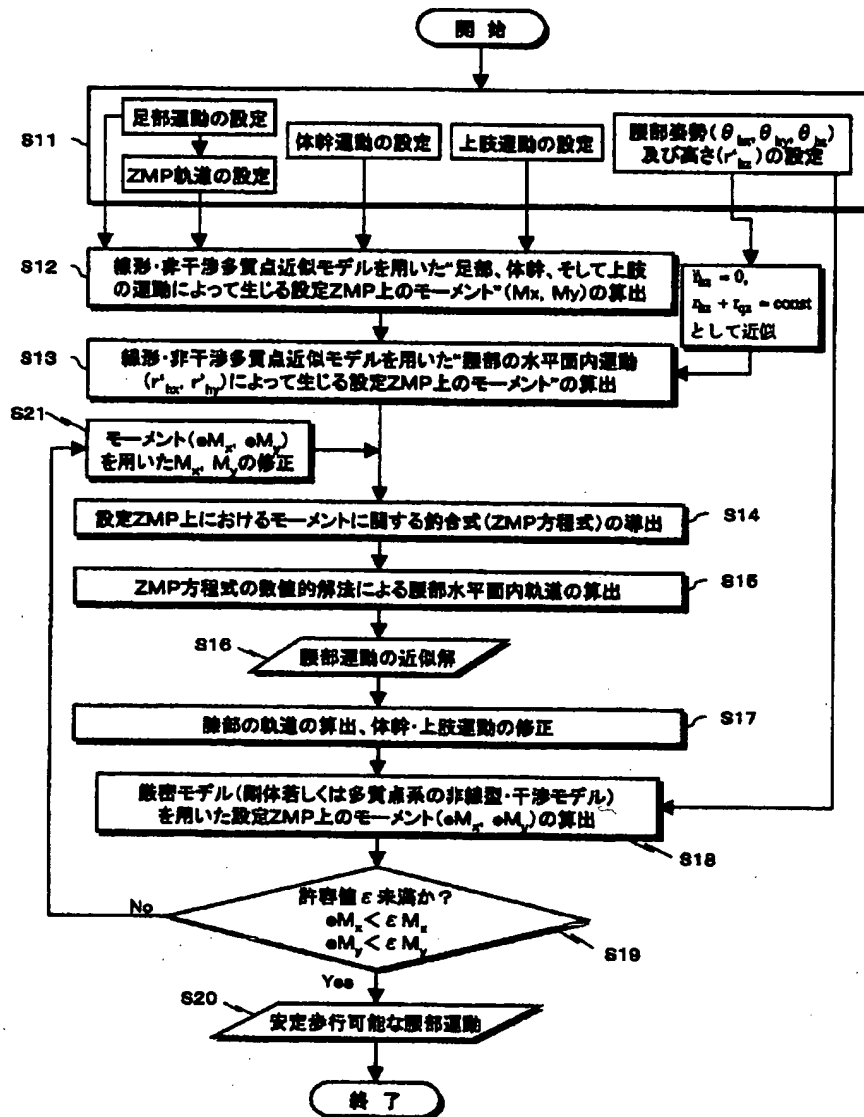 開 始
S11
足部運動の設定
ZMP軌道の設定
体幹運動の設定
上肢運動の設定
腰部姿勢(θhx, θhy, θhz)
及び高さ(r'hz)の設定
S12
線形・非干渉多質点近似モデルを用いた"足部、体幹、そして上肢
の運動によって生じる設定ZMP上のモーメント"(Mx, My)の算出
= 0,
= const
として近似
S13
線形・非干渉多質点近似モデルを用いた"腰部の水平面内運動
(r'hx, r'hy)によって生じる設定ZMP上のモーメント"の算出
S21
モーメント(eMx, eMy)
を用いたMx, Myの修正
設定ZMP上におけるモーメントに関する釣合式(ZMP方程式)の導出
S14
ZMP方程式の数値的解法による腰部水平面内軌道の算出
S15
S16
腰部運動の近似解
膝部の軌道の算出、体幹・上肢運動の修正
S17
厳密モデル(剛体若しくは多質点系の非線型・干渉モデル)
を用いた設定ZMP上のモーメント(eMx, eMy)の算出
S18
許容値ε未満か?
eMx<εMx
eMy<εMy
No
S19
Yes
S20
安定歩行可能な腰部運動
終 了